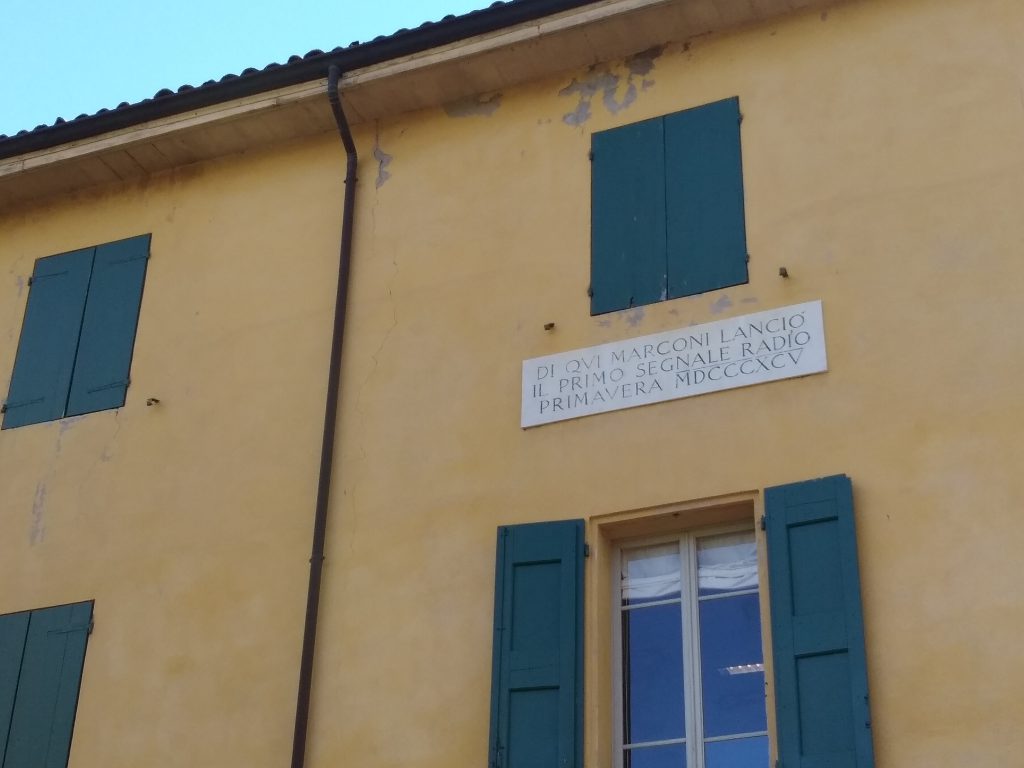 DI QVI MARCONI LANCIÒ
IL PRIMO SEGNALE RADIO
PRIMAVERA MDCCCXCV